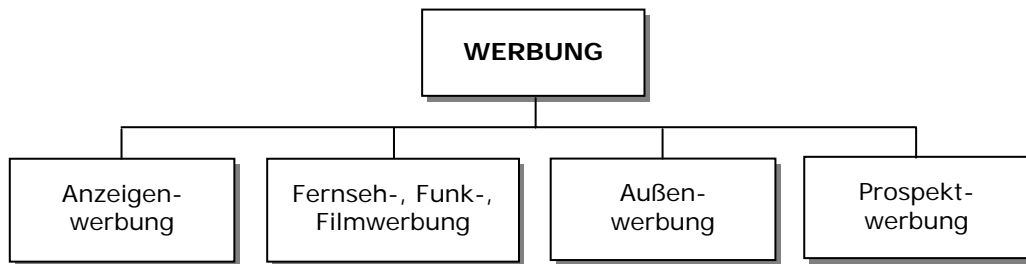 WERBUNG
Anzeigen-
werbung
Fernseh-, Funk-,
Filmwerbung
Außen-
werbung
Prospekt-
werbung